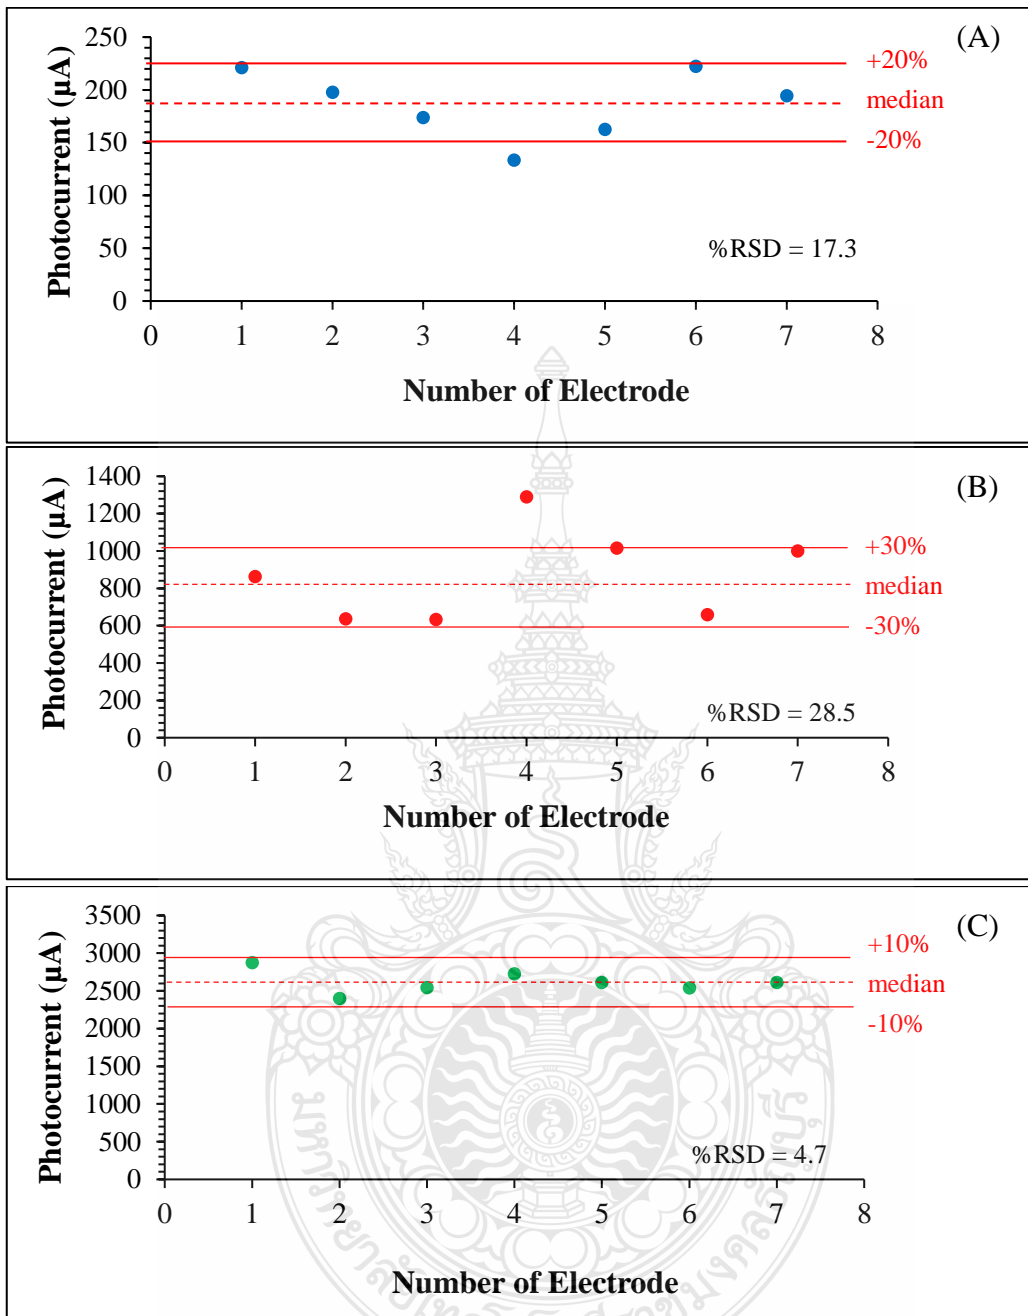 (A)
250
200
150
100
50
0
Photocurrent (µA)
+20%
median
-20%
%RSD = 17.3
0 1 2 3 4 5 6 7 8
Number of Electrode
(B)
1400
1200
1000
800
600
400
200
0
Photocurrent (µA)
+30%
median
-30%
%RSD = 28.5
0 1 2 3 4 5 6 7 8
Number of Electrode
(C)
3500
3000
2500
2000
1500
1000
500
0
Photocurrent (µA)
+10%
median
-10%
%RSD = 4.7
0 1 2 3 4 5 6 7 8
Number of Electrode